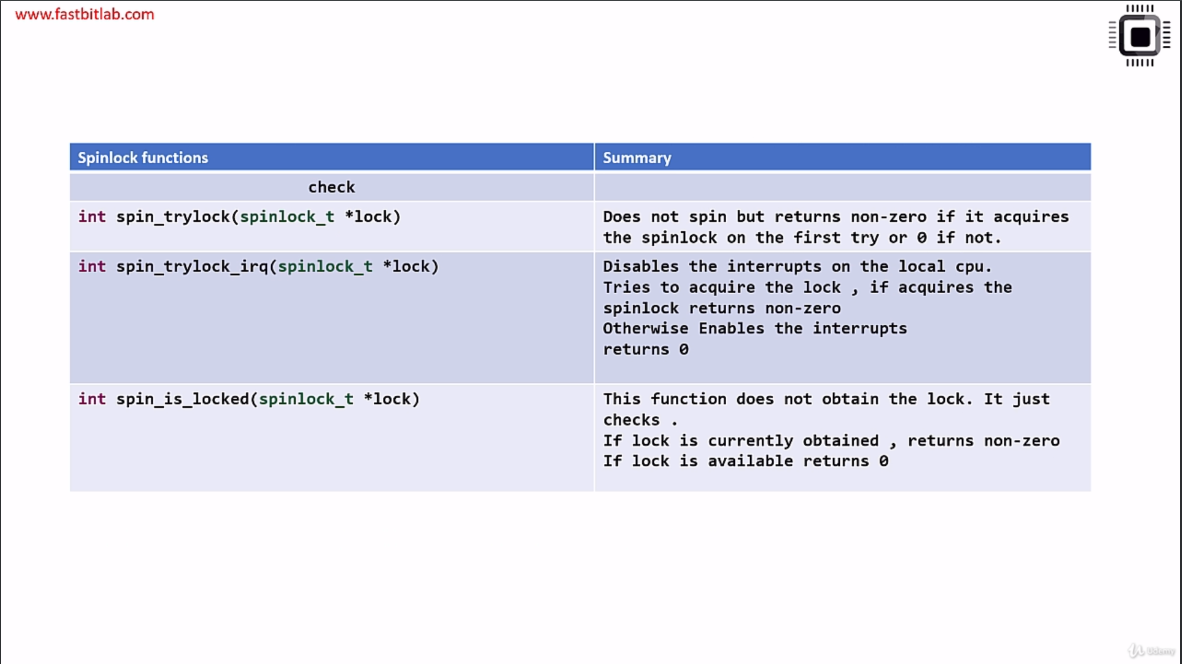 www.fastbitlab.com
Spinlock functions
Summary
check
int spin_trylock(spinlock_t *lock)
Does not spin but returns non-zero if it acquires
the spinlock on the first try or 0 if not.
int spin_trylock_irq(spinlock_t *lock)
Disables the interrupts on the local cpu.
Tries to acquire the lock , if acquires the
spinlock returns non-zero
Otherwise Enables the interrupts
returns 0
int spin_is_locked(spinlock_t *lock)
This function does not obtain the lock. It just
checks .
If lock is currently obtained , returns non-zero
If lock is available returns 0
Udemy